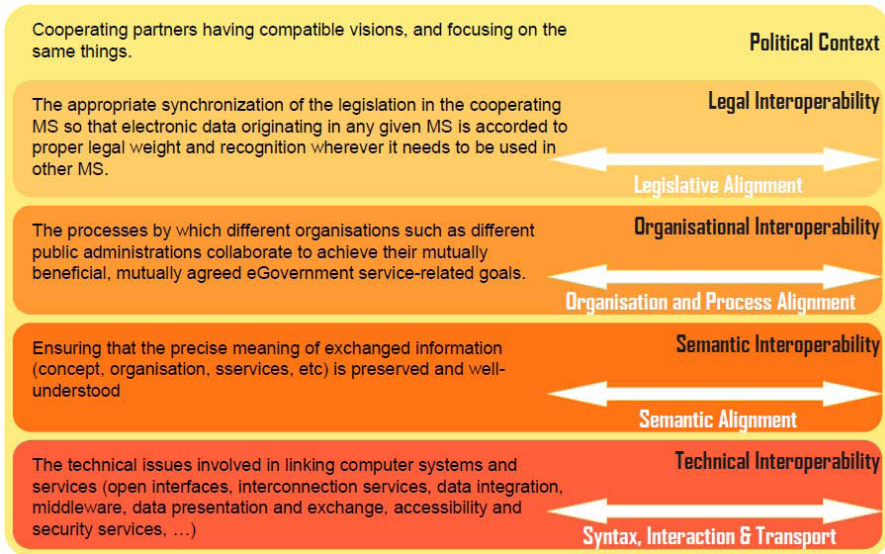 Cooperating partners having compatible visions, and focusing on the
same things.
Political Context
The appropriate synchronization of the legislation in the cooperating
MS so that electronic data originating in any given MS is accorded to
proper legal weight and recognition wherever it needs to be used in
other MS.
Legal Interoperability
Legislative Alignment
The processes by which different organisations such as different
public administrations collaborate to achieve their mutually
beneficial, mutually agreed eGovernment service-related goals.
Organisational Interoperability
Organisation and Process Alignment
Ensuring that the precise meaning of exchanged information
(concept, organisation, sservices, etc) is preserved and well-
understood
Semantic Interoperability
Semantic Alignment
The technical issues involved in linking computer systems and
services (open interfaces, interconnection services, data integration,
middleware, data presentation and exchange, accessibility and
security services, …)
Technical Interoperability
Syntax, Interaction & Transport